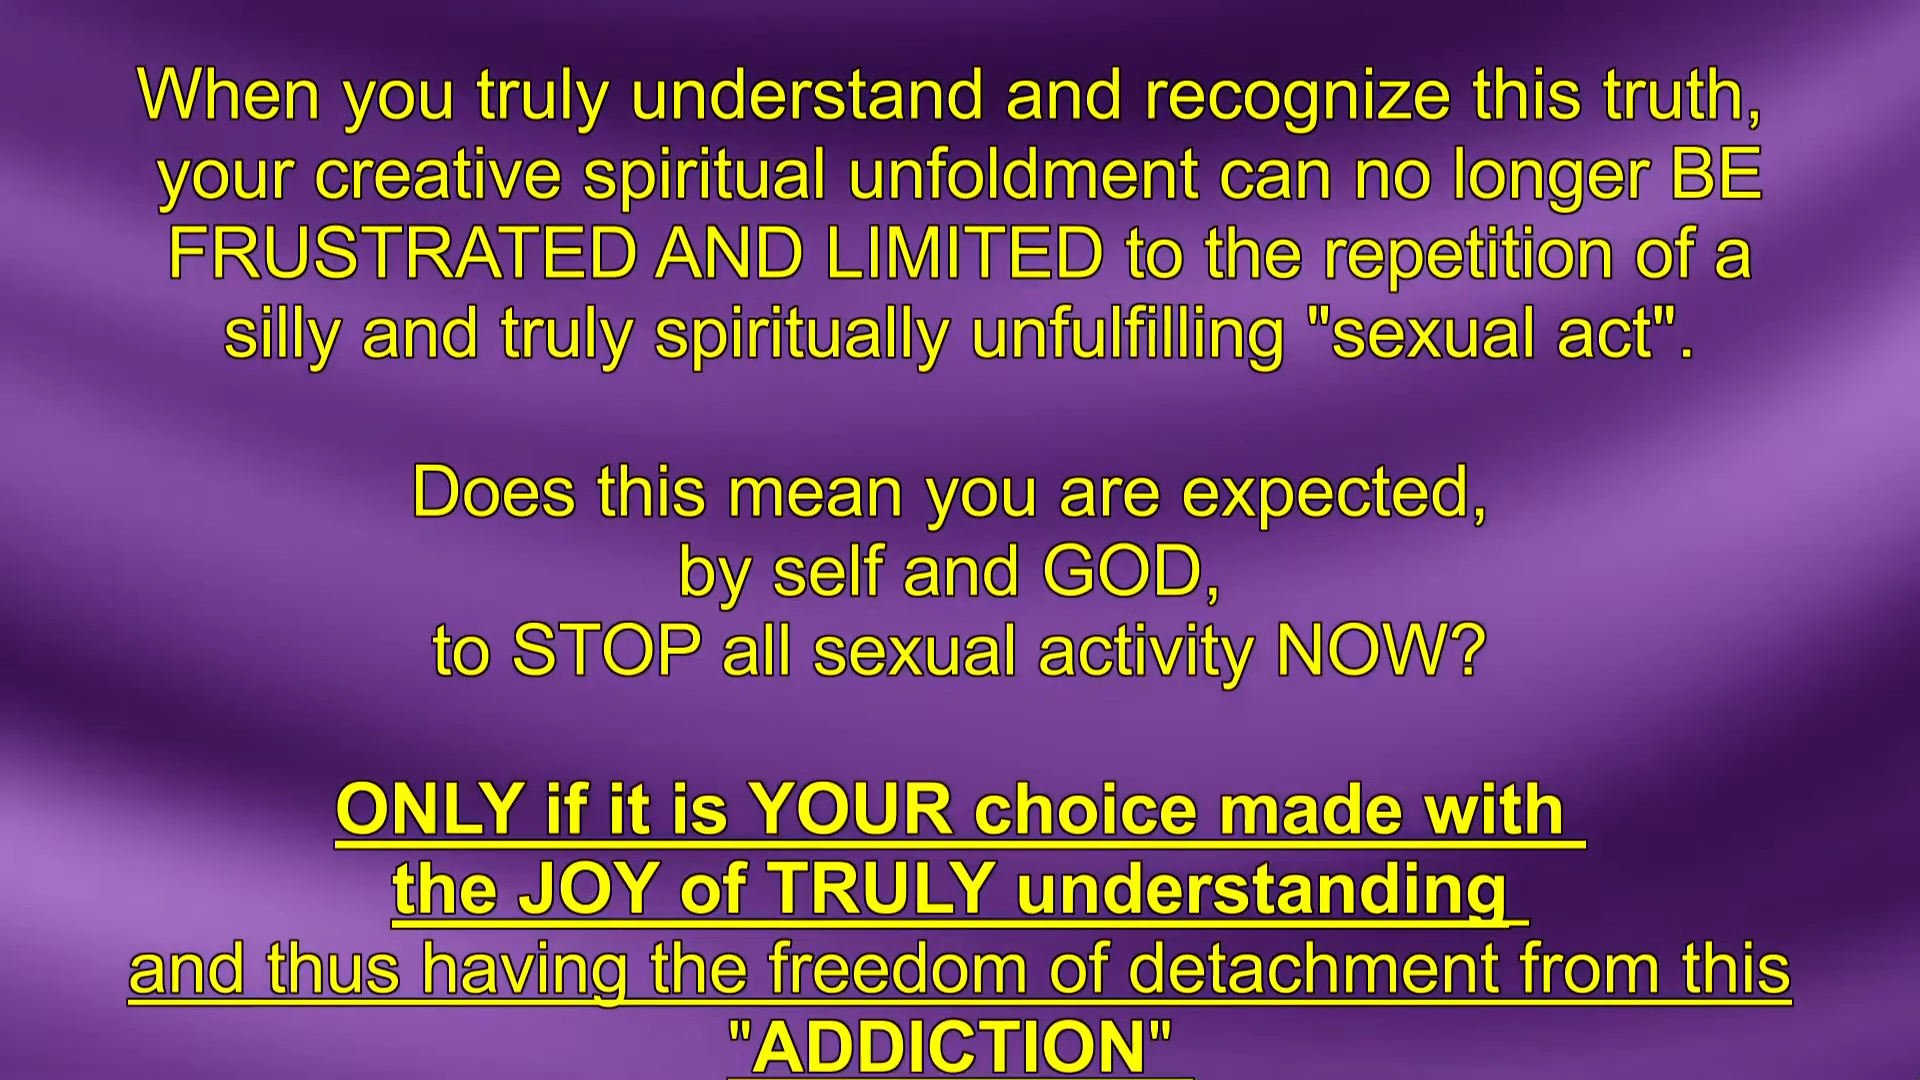 When you truly understand and recognize this truth,
your creative spiritual unfoldment can no longer BE
FRUSTRATED AND LIMITED to the repetition of a
silly and truly spiritually unfulfilling "sexual act".
Does this mean you are expected,
by self and GOD,
to STOP all sexual activity NOW?
ONLY if it is YOUR choice made with
the JOY of TRULY understanding
and thus having the freedom of detachment from this
"ADDICTION"